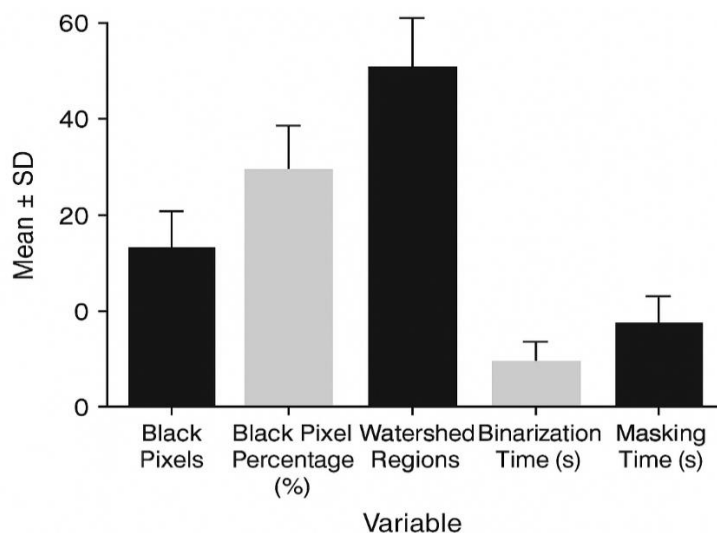 Mean ± SD
60
40
20
0
0
Black Pixels
Black Pixel Percentage (%)
Watershed Regions
Binarization Time (s)
Masking Time (s)
Variable